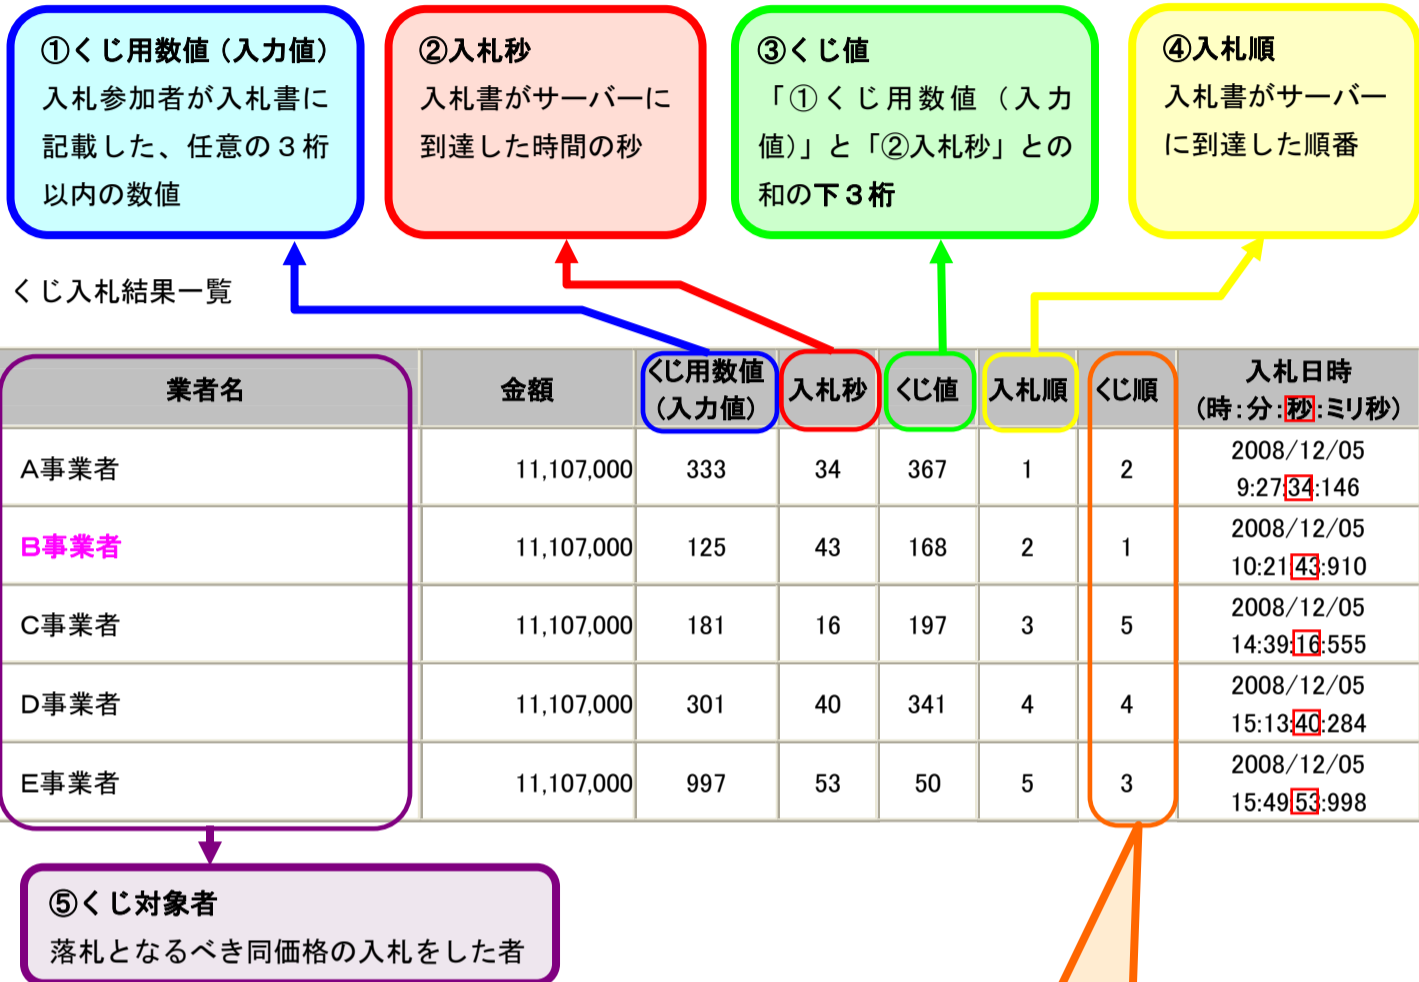 ①くじ用数値（入力値）
入札参加者が入札書に
記載した、任意の３桁
以内の数値
②入札秒
入札書がサーバーに
到達した時間の秒
③くじ値
「①くじ用数値（入力
値）」と「②入札秒」との
和の下３桁
④入札順
入札書がサーバー
に到達した順番
くじ入札結果一覧
業者名 金額 くじ用数値（入力値） 入札秒 くじ値 入札順 くじ順 入札日時（時：分：秒：ミリ秒）
A事業者 11,107,000 333 34 367 1 2 2008/12/05 9:27:34:146
B事業者 11,107,000 125 43 168 2 1 2008/12/05 10:21:43:910
C事業者 11,107,000 181 16 197 3 5 2008/12/05 14:39:16:555
D事業者 11,107,000 301 40 341 4 4 2008/12/05 15:13:40:284
E事業者 11,107,000 997 53 50 5 3 2008/12/05 15:49:53:998
⑤くじ対象者
落札となるべき同価格の入札をした者